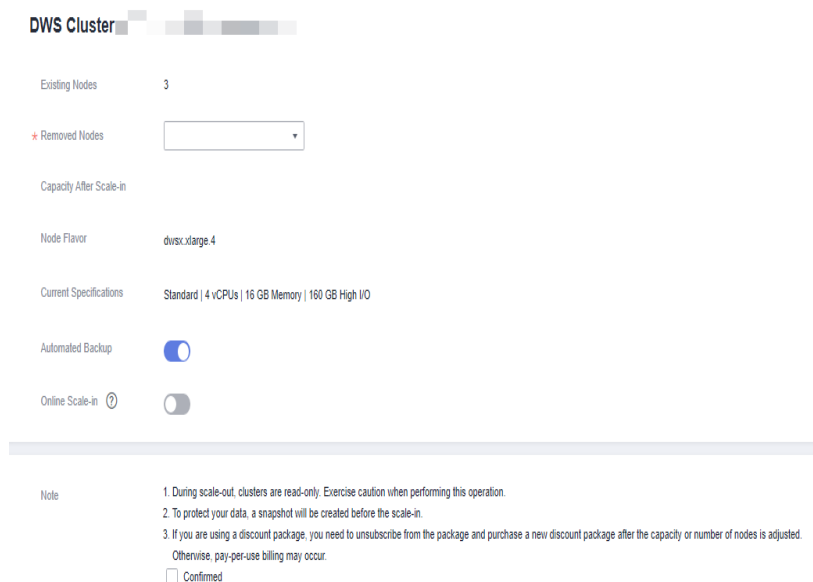 DWS Cluster
Existing Nodes 3
* Removed Nodes
Capacity After Scale-in
Node Flavor dwsx.xlarge.4
Current Specifications Standard | 4 vCPUs | 16 GB Memory | 160 GB High I/O
Automated Backup
Online Scale-in ?
Note 1. During scale-out, clusters are read-only. Exercise caution when performing this operation.
2. To protect your data, a snapshot will be created before the scale-in.
3. If you are using a discount package, you need to unsubscribe from the package and purchase a new discount package after the capacity or number of nodes is adjusted.
Otherwise, pay-per-use billing may occur.
Confirmed